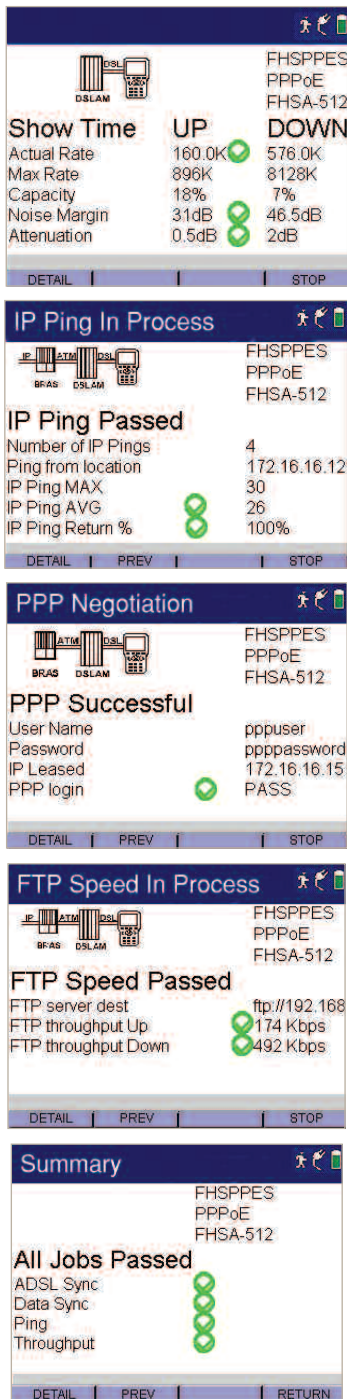 DSL
DSLAM
FHSPPES
PPPoE
FHSA-512
Show Time UP DOWN
Actual Rate 160.0K 576.0K
Max Rate 896K 8128K
Capacity 18% 7%
Noise Margin 31dB 46.5dB
Attenuation 0.5dB 2dB
DETAIL STOP
IP Ping In Process
IP ATM DSL
BRAS DSLAM
FHSPPES
PPPoE
FHSA-512
IP Ping Passed
Number of IP Pings 4
Ping from location 172.16.16.12
IP Ping MAX 30
IP Ping AVG 26
IP Ping Return % 100%
DETAIL PREV STOP
PPP Negotiation
ATM DSL
BRAS DSLAM
FHSPPES
PPPoE
FHSA-512
PPP Successful
User Name pppuser
Password ppppassword
IP Leased 172.16.16.15
PPP login PASS
DETAIL PREV STOP
FTP Speed In Process
IP ATM DSL
BRAS DSLAM
FHSPPES
PPPoE
FHSA-512
FTP Speed Passed
FTP server dest ftp://192.168
FTP throughput Up 174 Kbps
FTP throughput Down 492 Kbps
DETAIL PREV STOP
Summary
FHSPPES
PPPoE
FHSA-512
All Jobs Passed
ADSL Sync
Data Sync
Ping
Throughput
DETAIL PREV RETURN